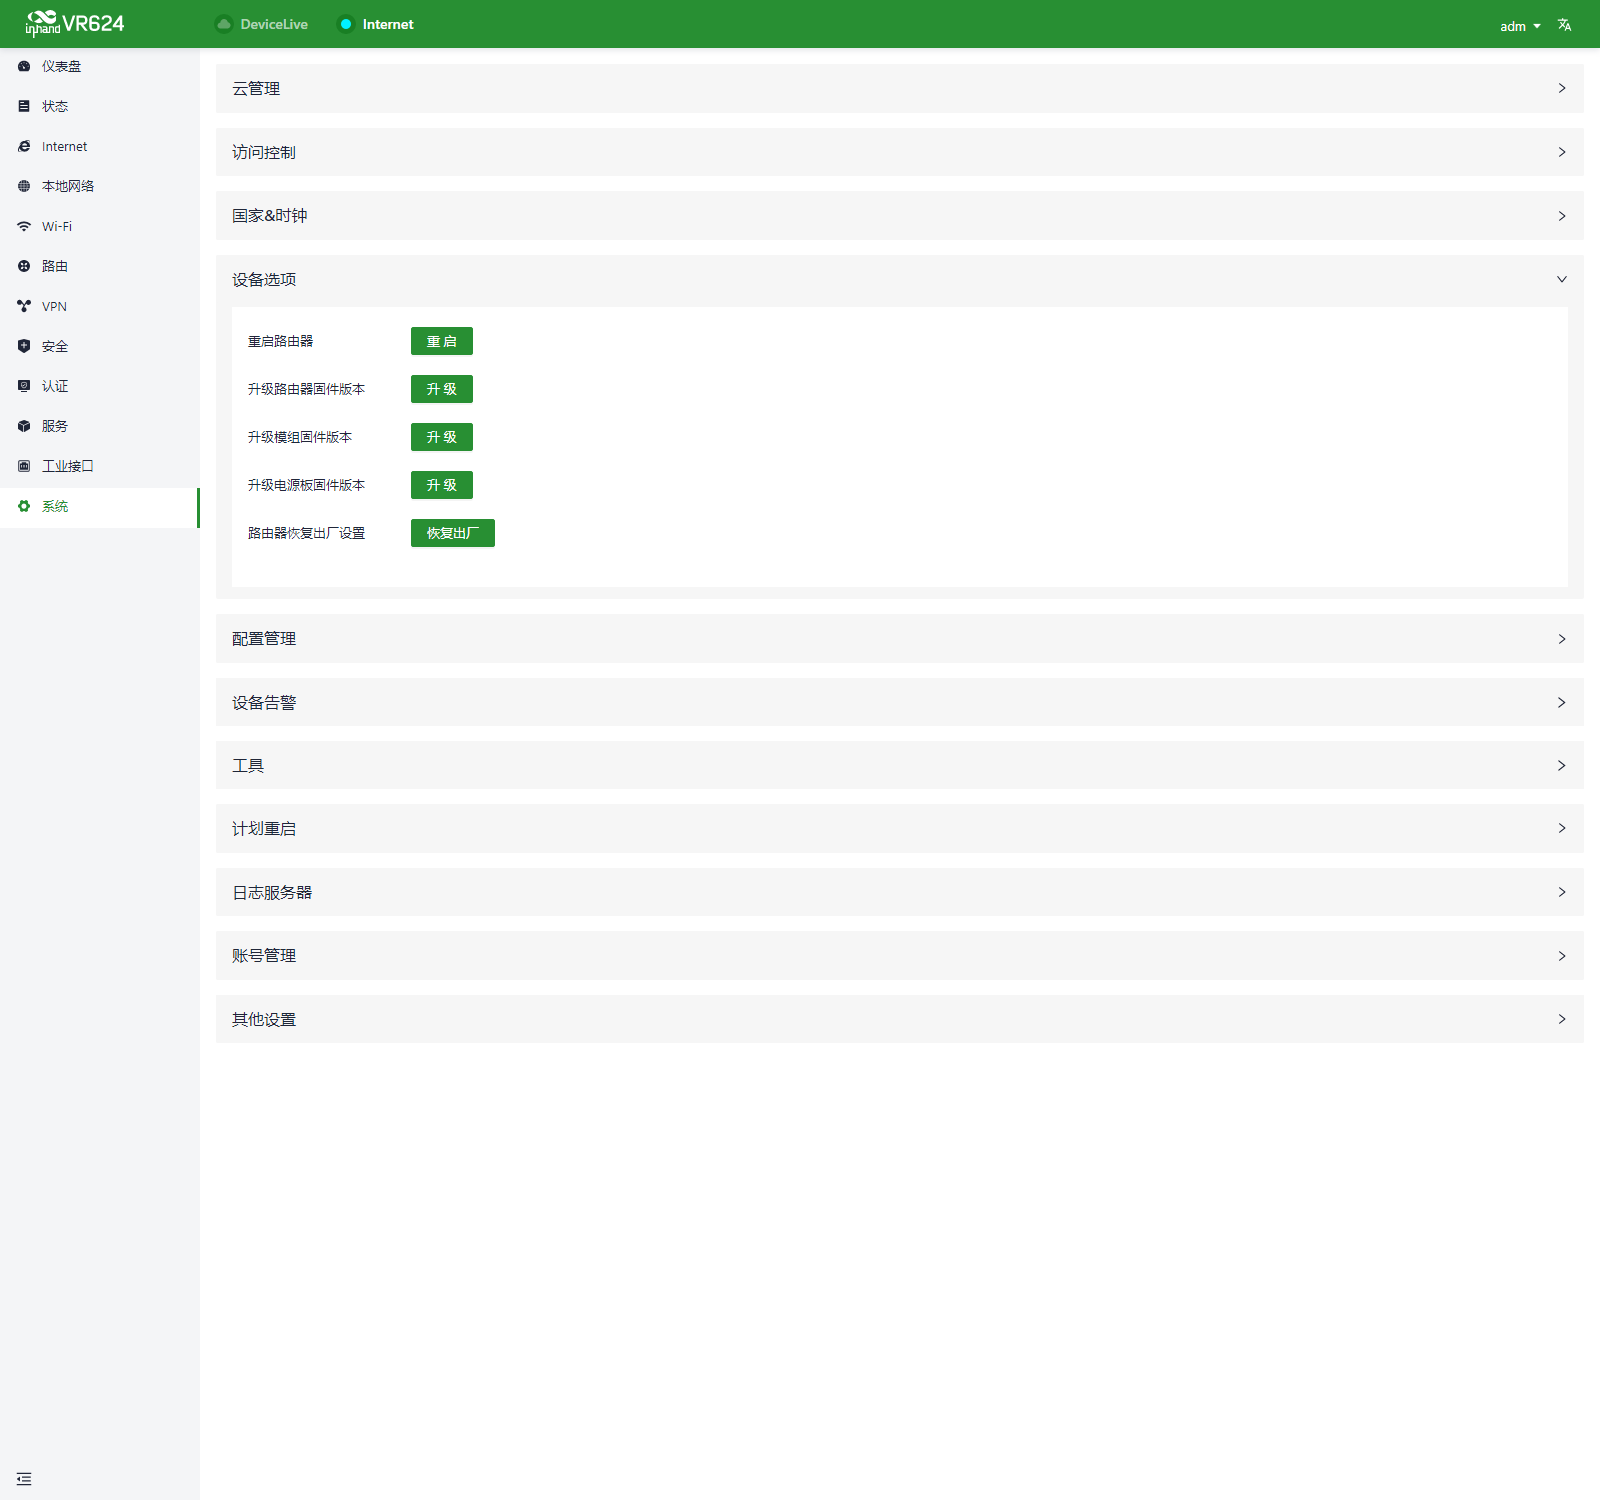 inhand VR624
DeviceLive
Internet
adm
仪表盘
状态
Internet
本地网络
Wi-Fi
路由
VPN
安全
认证
服务
工业接口
系统
云管理
访问控制
国家&时钟
设备选项
重启路由器
重 启
升级路由器固件版本
升 级
升级模组固件版本
升 级
升级电源板固件版本
升 级
路由器恢复出厂设置
恢复出厂
配置管理
设备告警
工具
计划重启
日志服务器
账号管理
其他设置